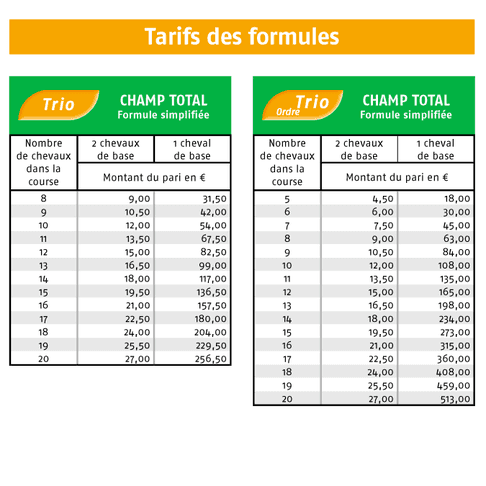 Tarifs des formules
Trio
CHAMP TOTAL
Formule simplifiée
Nombre de chevaux dans la course
2 chevaux de base
1 cheval de base
Montant du pari en €
8 9,00 31,50
9 10,50 42,00
10 12,00 54,00
11 13,50 67,50
12 15,00 82,50
13 16,50 99,00
14 18,00 117,00
15 19,50 136,50
16 21,00 157,50
17 22,50 180,00
18 24,00 204,00
19 25,50 229,50
20 27,00 256,50
Trio
Ordre
CHAMP TOTAL
Formule simplifiée
Nombre de chevaux dans la course
2 chevaux de base
1 cheval de base
Montant du pari en €
5 4,50 18,00
6 6,00 30,00
7 7,50 45,00
8 9,00 63,00
9 10,50 84,00
10 12,00 108,00
11 13,50 135,00
12 15,00 165,00
13 16,50 198,00
14 18,00 234,00
15 19,50 273,00
16 21,00 315,00
17 22,50 360,00
18 24,00 408,00
19 25,50 459,00
20 27,00 513,00